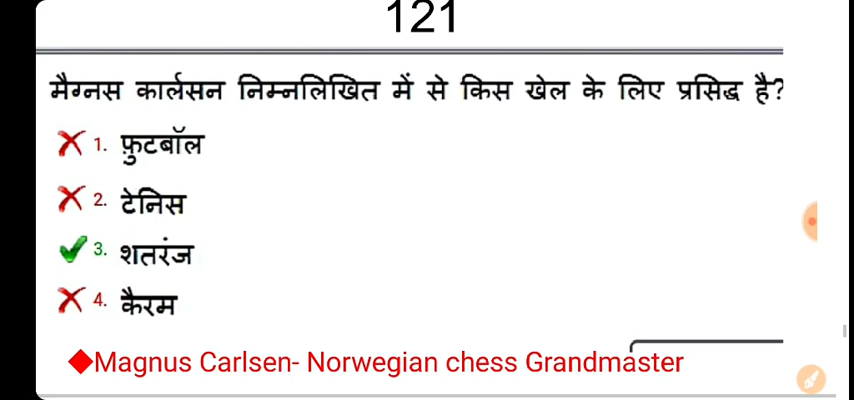 121
मैग्नस कार्लसन निम्नलिखित में से किस खेल के लिए प्रसिद्ध है?
1. फ़ुटबॉल
2. टेनिस
3. शतरंज
4. कैरम
◆Magnus Carlsen- Norwegian chess Grandmaster